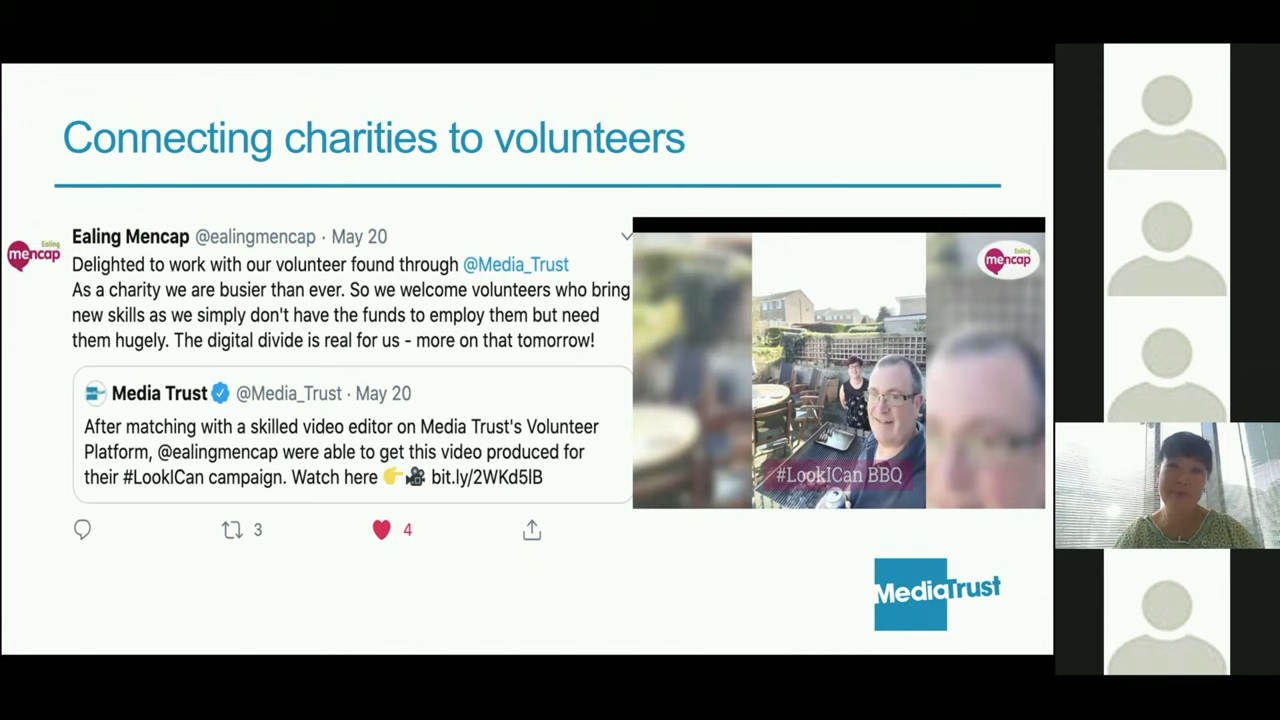 Connecting charities to volunteers
Ealing Mencap @ealingmencap · May 20
Ealing
mencap
Delighted to work with our volunteer found through @Media_Trust
As a charity we are busier than ever. So we welcome volunteers who bring
new skills as we simply don't have the funds to employ them but need
them hugely. The digital divide is real for us - more on that tomorrow!
Media Trust @Media_Trust · May 20
After matching with a skilled video editor on Media Trust's Volunteer
Platform, @ealingmencap were able to get this video produced for
their #LookICan campaign. Watch here 👉🎥 bit.ly/2WKd5lB
3
4
Ealing
mencap
#LookICan BBQ
MediaTrust